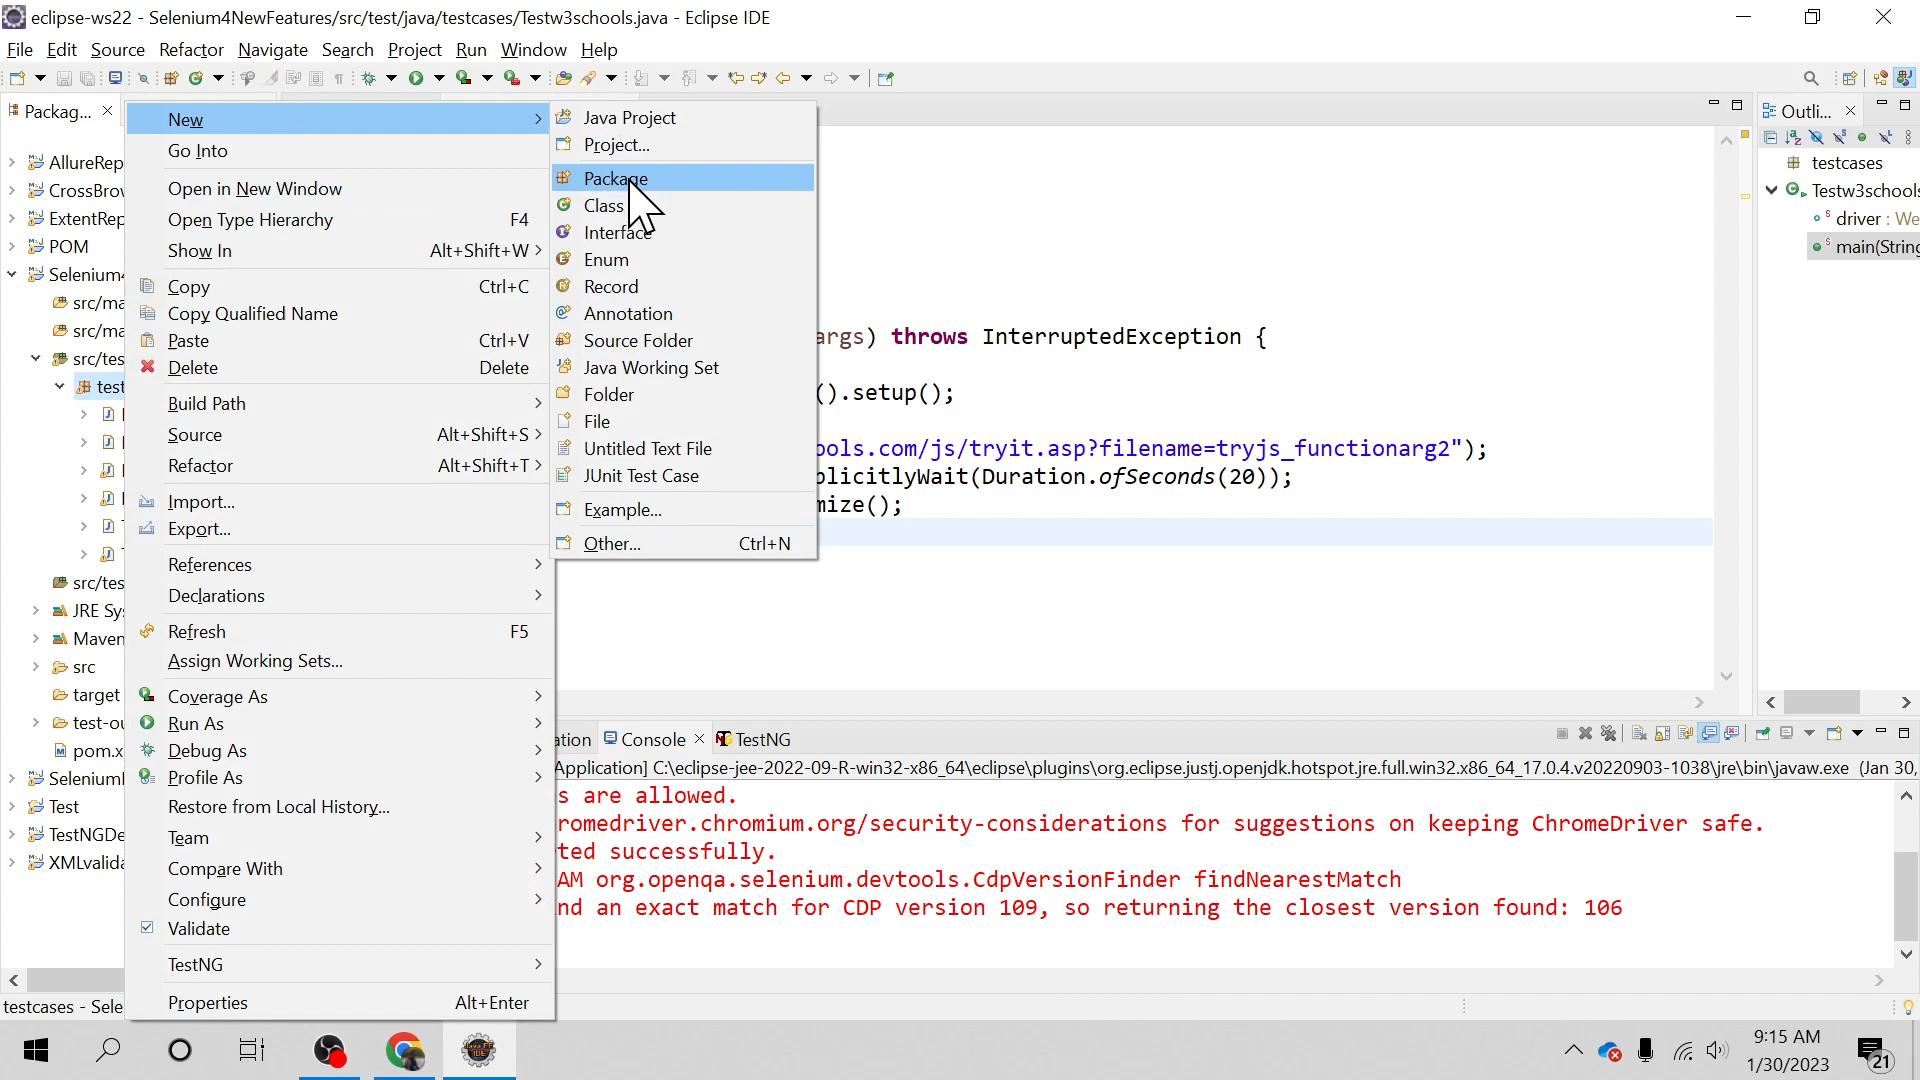 eclipse-ws22 - Selenium4NewFeatures/src/test/java/testcases/Testw3schools.java - Eclipse IDE
File Edit Source Refactor Navigate Search Project Run Window Help
Packag...
AllureRep
CrossBrow
ExtentRep
POM
Selenium4
src/ma
src/ma
src/tes
test
src/tes
JRE Sys
Maven
src
target
test-ou
pom.x
Selenium
Test
TestNGDe
XMLvalida
New
Go Into
Open in New Window
Open Type Hierarchy F4
Show In Alt+Shift+W
Copy Ctrl+C
Copy Qualified Name
Paste Ctrl+V
Delete Delete
Build Path
Source Alt+Shift+S
Refactor Alt+Shift+T
Import...
Export...
References
Declarations
Refresh F5
Assign Working Sets...
Coverage As
Run As
Debug As
Profile As
Restore from Local History...
Team
Compare With
Configure
Validate
TestNG
Properties Alt+Enter
Java Project
Project...
Package
Class
Interface
Enum
Record
Annotation
Source Folder
Java Working Set
Folder
File
Untitled Text File
JUnit Test Case
Example...
Other... Ctrl+N
args) throws InterruptedException {
().setup();
ools.com/js/tryit.asp?filename=tryjs_functionarg2");
plicitlyWait(Duration.ofSeconds(20));
mize();
Outli...
testcases
Testw3schools
driver : We
main(String
ation Console TestNG
Application] C:\eclipse-jee-2022-09-R-win32-x86_64\eclipse\plugins\org.eclipse.justj.openjdk.hotspot.jre.full.win32.x86_64_17.0.4.v20220903-1038\jre\bin\javaw.exe (Jan 30,
s are allowed.
romedriver.chromium.org/security-considerations for suggestions on keeping ChromeDriver safe.
ted successfully.
AM org.openqa.selenium.devtools.CdpVersionFinder findNearestMatch
nd an exact match for CDP version 109, so returning the closest version found: 106
testcases - Sele
9:15 AM
1/30/2023
21